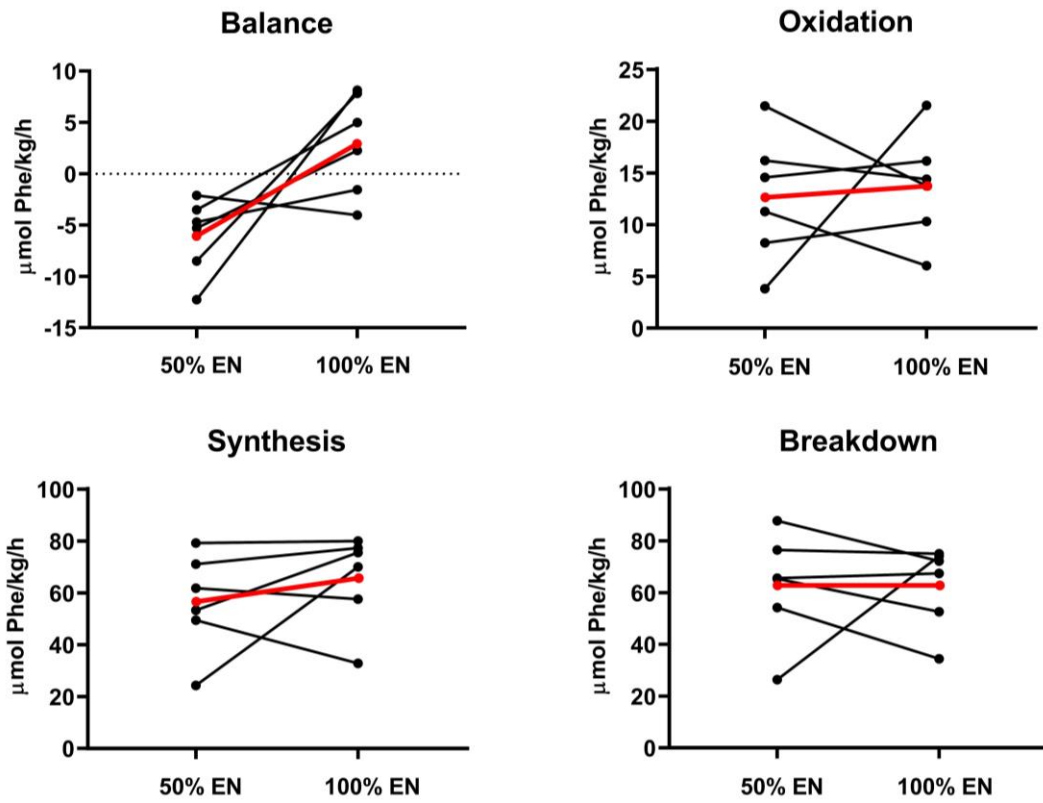 Balance
10
5
0
-5
-10
-15
μmol Phe/kg/h
50% EN
100% EN
Oxidation
25
20
15
10
5
0
μmol Phe/kg/h
50% EN
100% EN
Synthesis
100
80
60
40
20
0
μmol Phe/kg/h
50% EN
100% EN
Breakdown
100
80
60
40
20
0
μmol Phe/kg/h
50% EN
100% EN